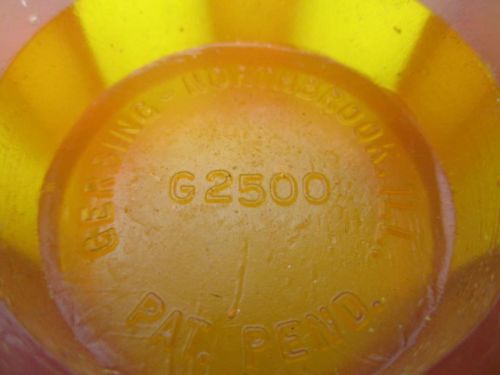 GERBING - NORTHBROOK, ILL.
G2500
PAT. PEND.